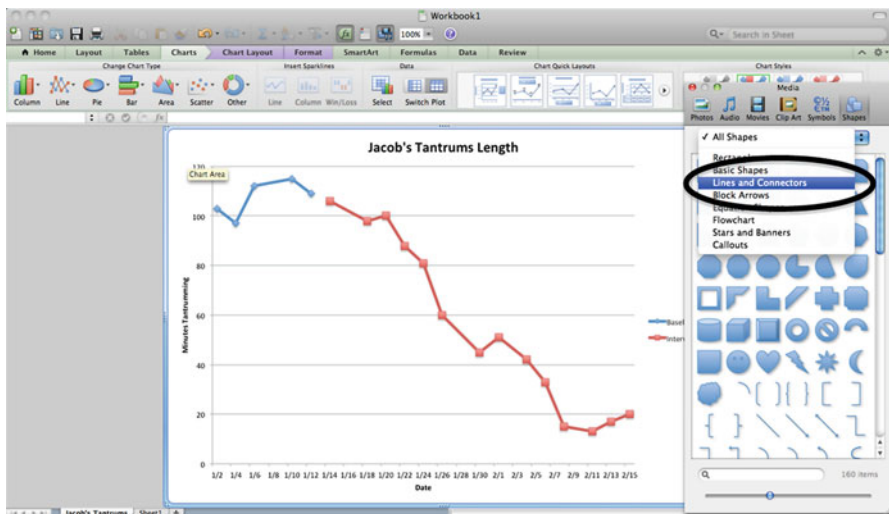 Workbook1
100%
Search in Sheet
Home Layout Tables Charts Chart Layout Format SmartArt Formulas Data Review
Change Chart Type Insert Sparklines Data Chart Quick Layouts Chart Styles
Column Line Pie Bar Area Scatter Other Line Column Win/Loss Select Switch Plot
fx
Media
Photos Audio Movies Clip Art Symbols Shapes
✓ All Shapes
Basic Shapes
Lines and Connectors
Block Arrows
Flowchart
Stars and Banners
Callouts
Jacob's Tantrums Length
120
Chart Area
100
80
60
40
20
0
Minutes Tantrumming
1/2 1/4 1/6 1/8 1/10 1/12 1/14 1/16 1/18 1/20 1/22 1/24 1/26 1/28 1/30 2/1 2/3 2/5 2/7 2/9 2/11 2/13 2/15
Date
160 items
Jacob's Tantrums Sheet1